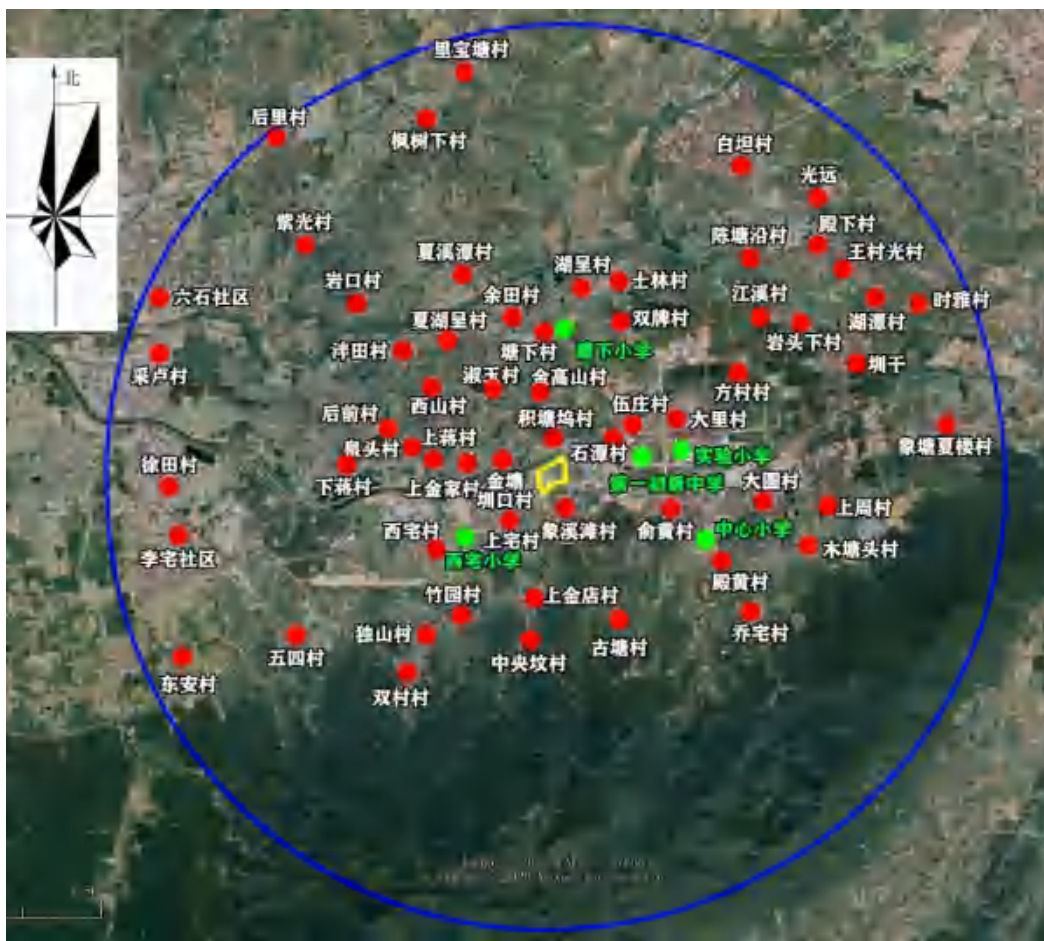 里宝塘村
北
后里村
枫树下村
白坦村
光远
紫光村
殿下村
陈塘沿村
夏溪潭村
王村光村
湖呈村
士林村
岩口村
六石社区
余田村
江溪村
时雅村
夏湖呈村
双牌村
湖潭村
岩头下村
泮田村
塘下村
塘下小学
采卢村
圳干
淑玉村
金高山村
方村村
西山村
伍庄村
后前村
积塘坞村
大里村
上蒋村
泉头村
象塘夏楼村
石潭村
实验小学
徐田村
下蒋村
上金家村
金塘
圳口村
第一初级中学
大园村
上周村
西宅村
上宅村
象溪滩村
俞黄村
中心小学
李宅社区
西宅小学
木塘头村
殿黄村
竹园村
上金店村
独山村
古塘村
乔宅村
五四村
中央坟村
东安村
双村村